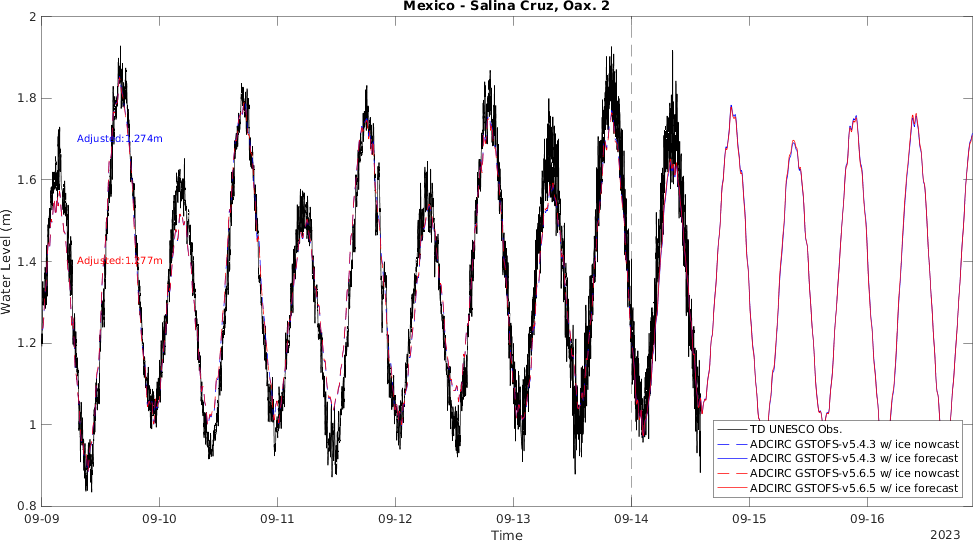 Mexico - Salina Cruz, Oax. 2
2
1.8
1.6
1.4
1.2
1
0.8
Water Level (m)
Adjusted:1.274m
Adjusted:1.277m
TD UNESCO Obs.
ADCIRC GSTOFS-v5.4.3 w/ ice nowcast
ADCIRC GSTOFS-v5.4.3 w/ ice forecast
ADCIRC GSTOFS-v5.6.5 w/ ice nowcast
ADCIRC GSTOFS-v5.6.5 w/ ice forecast
09-09 09-10 09-11 09-12 09-13 09-14 09-15 09-16
Time
2023